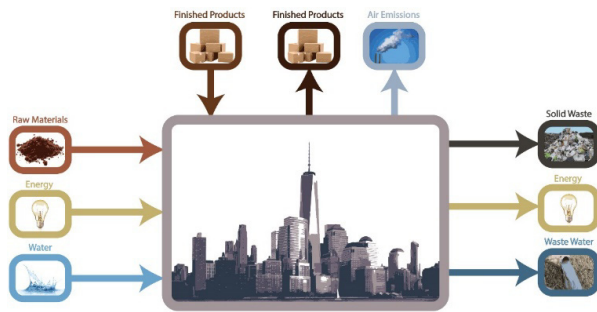 Finished Products
Finished Products
Air Emissions
Raw Materials
Solid Waste
Energy
Energy
Water
Waste Water